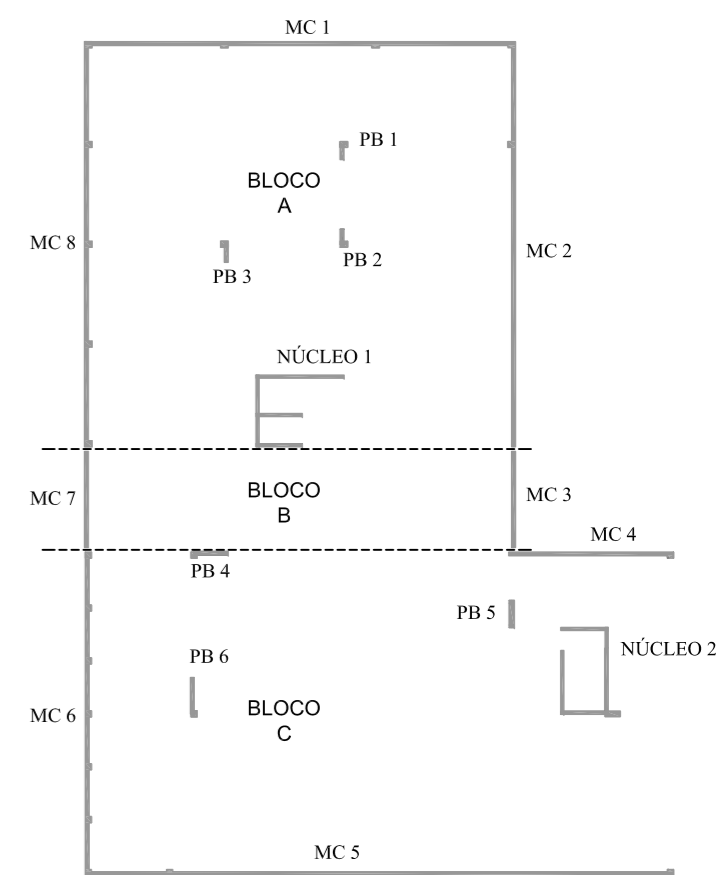 MC 1
PB 1
BLOCO
A
MC 8
MC 2
PB 2
PB 3
NÚCLEO 1
MC 7
BLOCO
B
MC 3
MC 4
PB 4
PB 5
NÚCLEO 2
PB 6
MC 6
BLOCO
C
MC 5